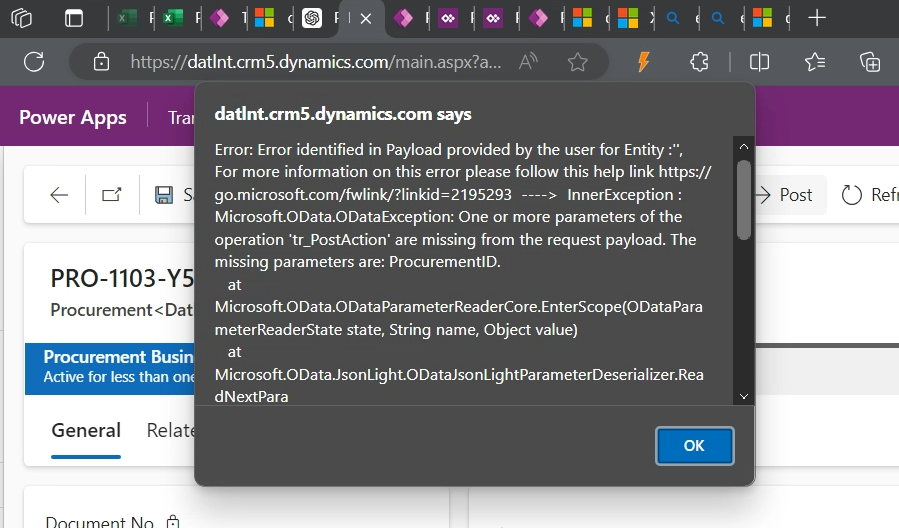 https://datlnt.crm5.dynamics.com/main.aspx?a...
Power Apps
datlnt.crm5.dynamics.com says
Error: Error identified in Payload provided by the user for Entity :'',
For more information on this error please follow this help link https://
go.microsoft.com/fwlink/?linkid=2195293 ----> InnerException :
Microsoft.OData.ODataException: One or more parameters of the
operation 'tr_PostAction' are missing from the request payload. The
missing parameters are: ProcurementID.
at
Microsoft.OData.ODataParameterReaderCore.EnterScope(ODataPara
meterReaderState state, String name, Object value)
at
Microsoft.OData.JsonLight.ODataJsonLightParameterDeserializer.Rea
dNextPara
OK
Post
Refr
PRO-1103-Y5
Procurement<Dat
Procurement Busin
Active for less than one
General Relate
Document No